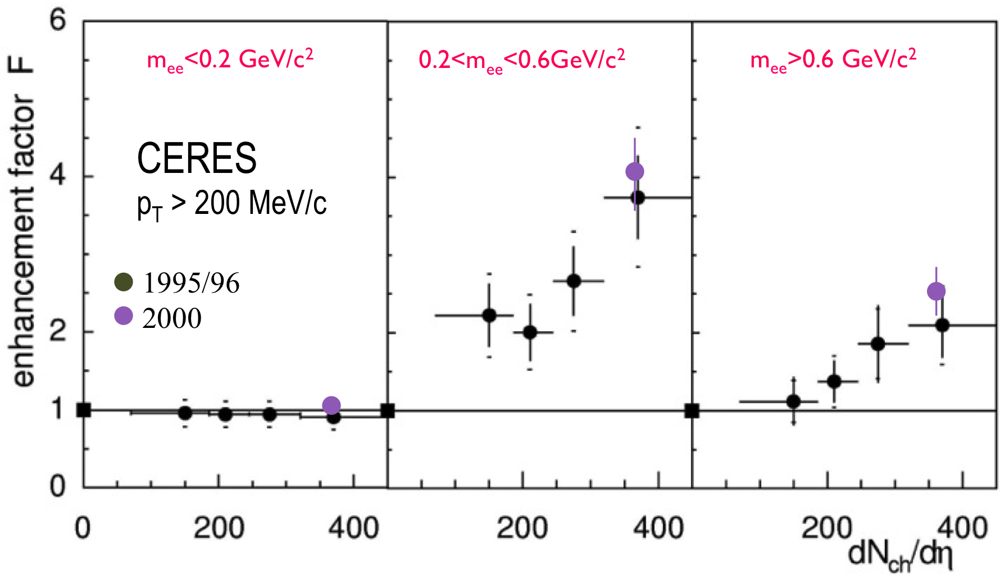 enhancement factor F
6
4
2
1
0
m_ee<0.2 GeV/c²
0.2<m_ee<0.6GeV/c²
m_ee>0.6 GeV/c²
CERES
p_T > 200 MeV/c
1995/96
2000
0 200 400 200 400 200 400
dN_ch/dη